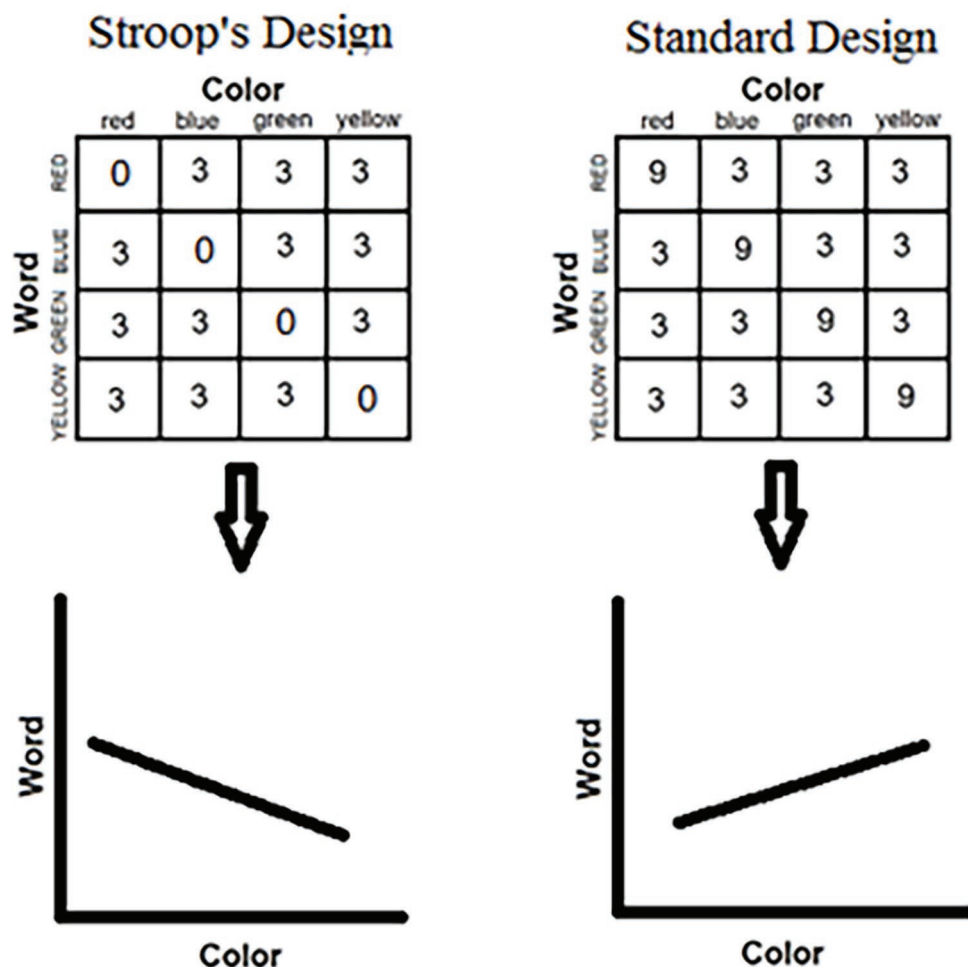 Stroop's Design
Color
red blue green yellow
Word
RED 0 3 3 3
BLUE 3 0 3 3
GREEN 3 3 0 3
YELLOW 3 3 3 0
Word
Color
Standard Design
Color
red blue green yellow
Word
RED 9 3 3 3
BLUE 3 9 3 3
GREEN 3 3 9 3
YELLOW 3 3 3 9
Word
Color